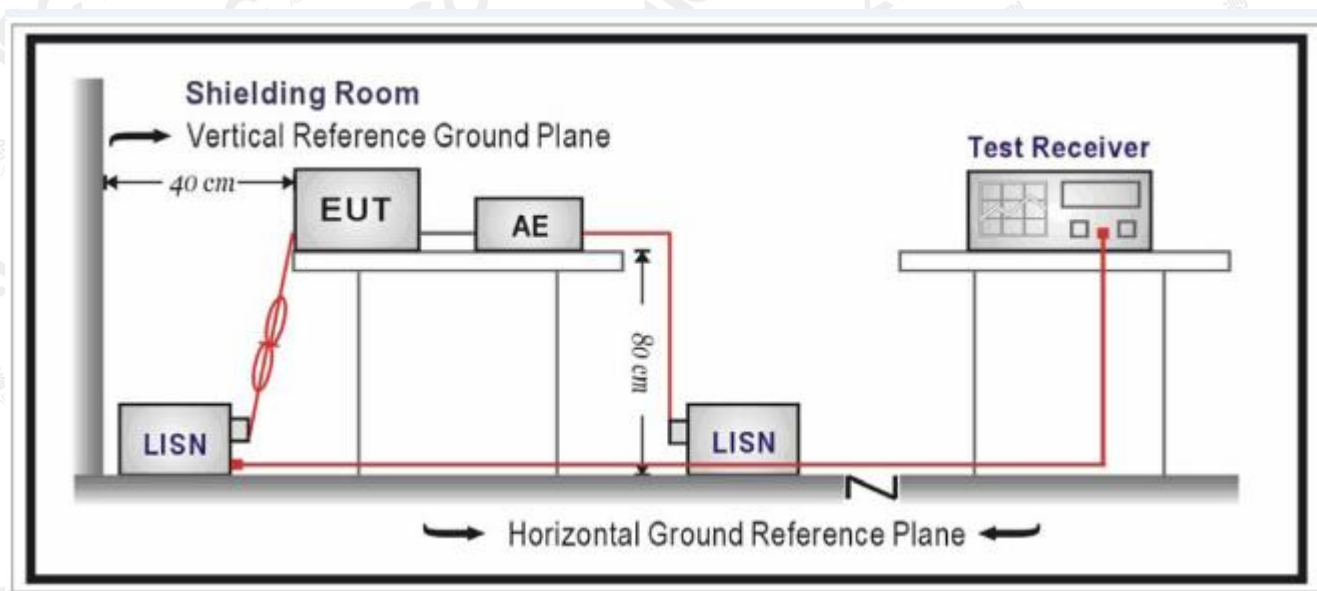 Shielding Room
Vertical Reference Ground Plane
Test Receiver
40 cm
EUT
AE
80 cm
LISN
LISN
Horizontal Ground Reference Plane